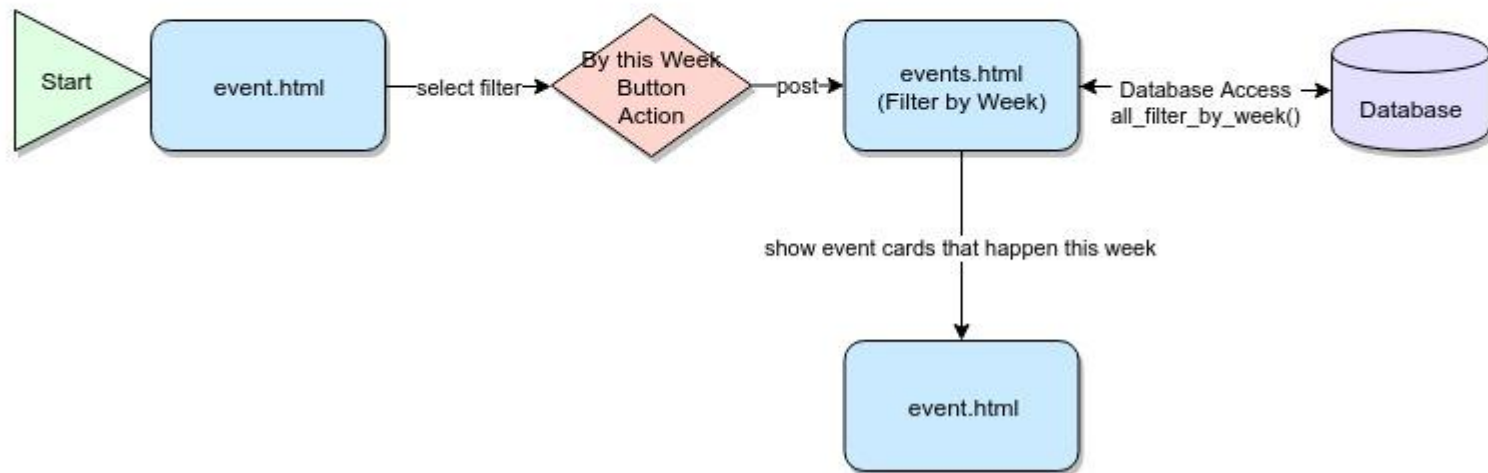 Start
event.html
select filter
By this Week
Button
Action
post
events.html
(Filter by Week)
Database Access
all_filter_by_week()
Database
show event cards that happen this week
event.html